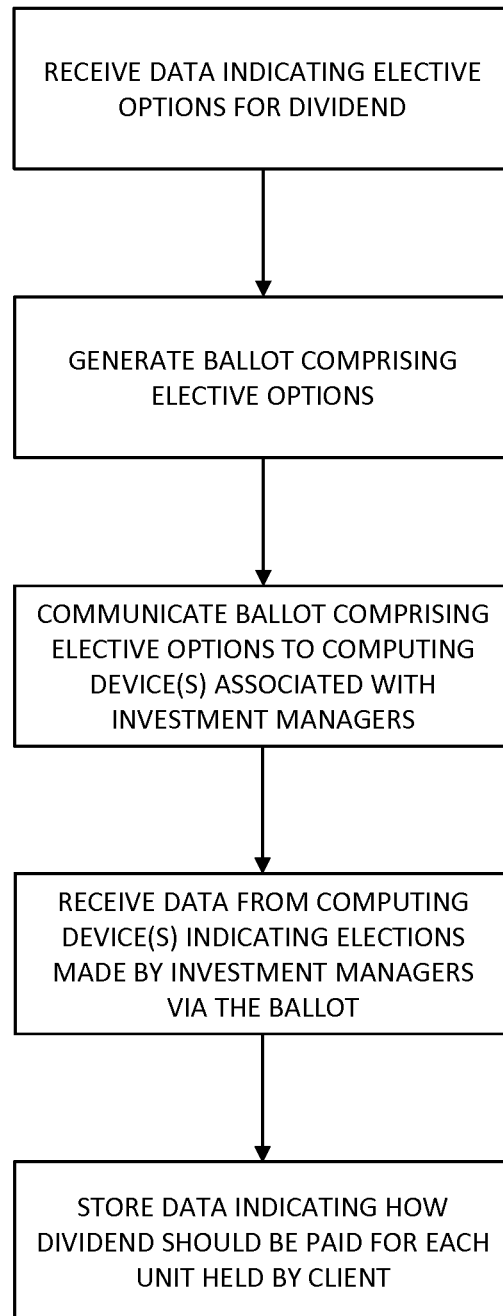 RECEIVE DATA INDICATING ELECTIVE
OPTIONS FOR DIVIDEND
GENERATE BALLOT COMPRISING
ELECTIVE OPTIONS
COMMUNICATE BALLOT COMPRISING
ELECTIVE OPTIONS TO COMPUTING
DEVICE(S) ASSOCIATED WITH
INVESTMENT MANAGERS
RECEIVE DATA FROM COMPUTING
DEVICE(S) INDICATING ELECTIONS
MADE BY INVESTMENT MANAGERS
VIA THE BALLOT
STORE DATA INDICATING HOW
DIVIDEND SHOULD BE PAID FOR EACH
UNIT HELD BY CLIENT